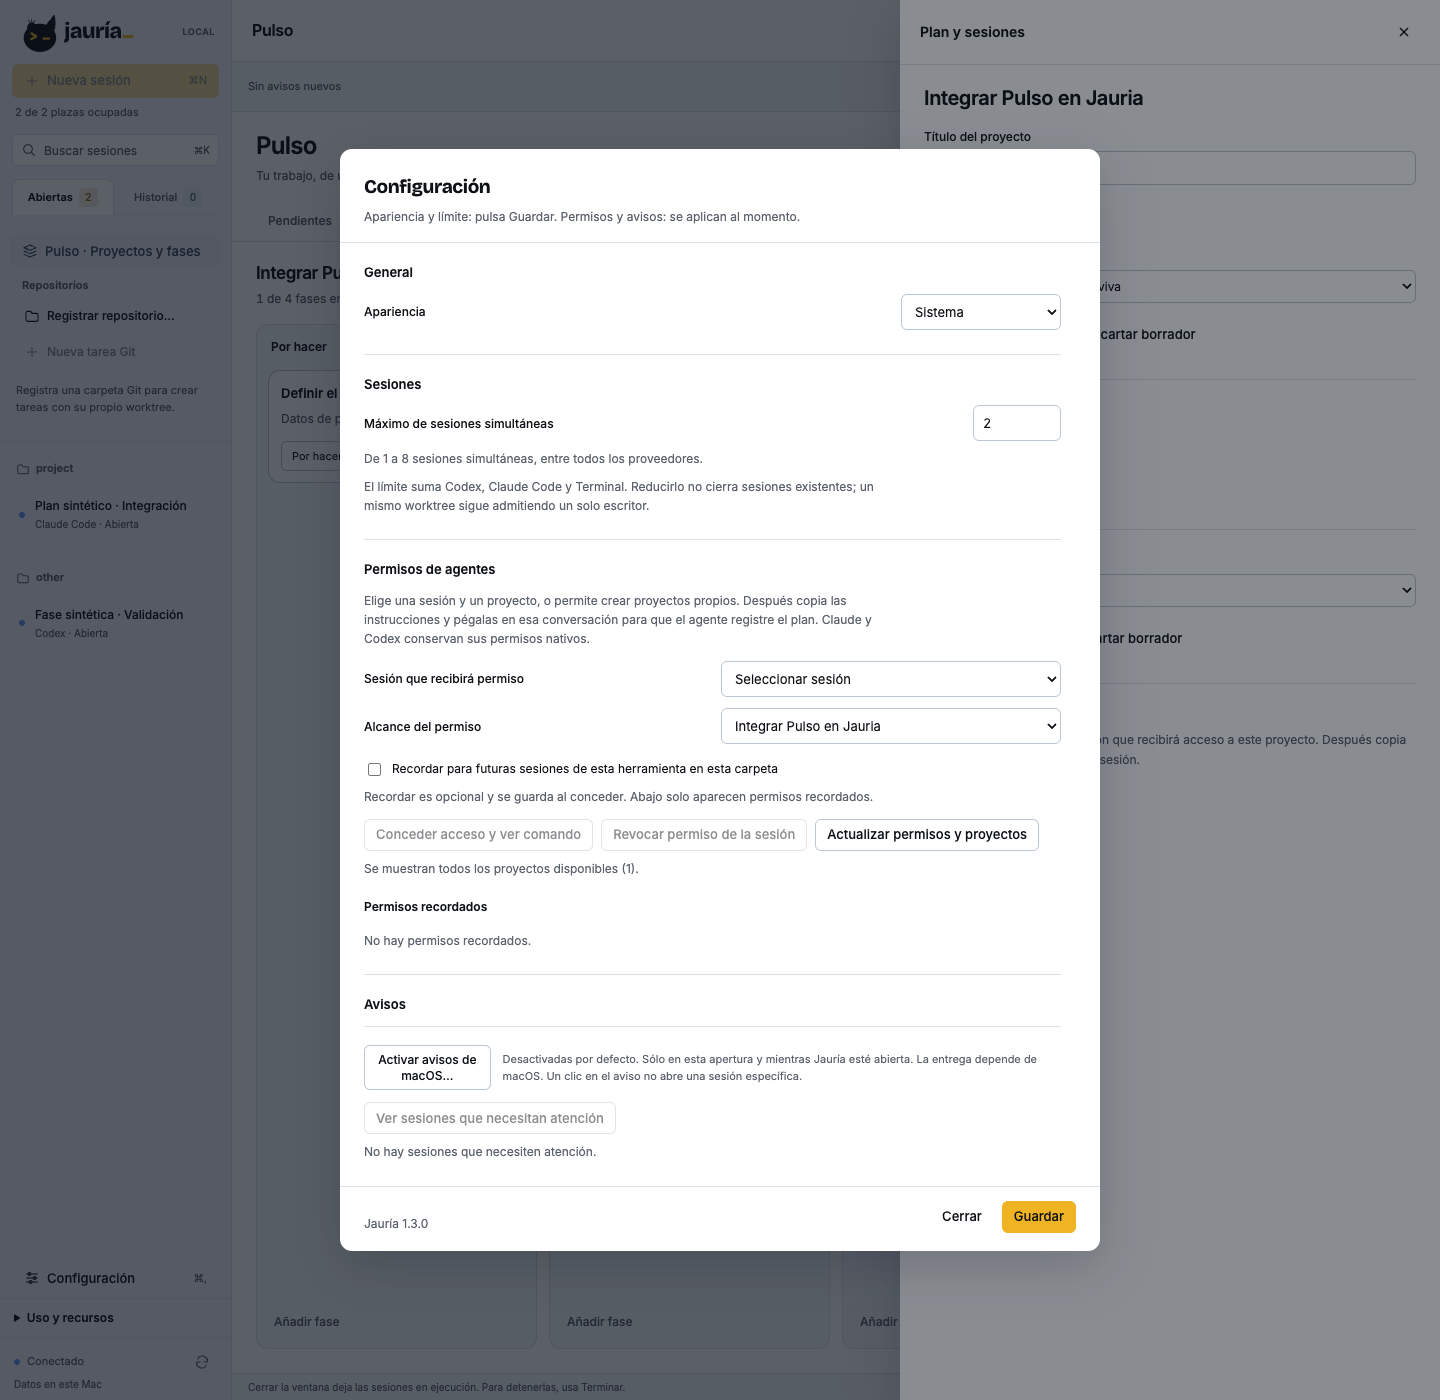 jauría_
LOCAL
Nueva sesión ⌘N
2 de 2 plazas ocupadas
Buscar sesiones ⌘K
Abiertas 2
Historial 0
Pulso · Proyectos y fases
Repositorios
Registrar repositorio...
Nueva tarea Git
Registra una carpeta Git para crear
tareas con su propio worktree.
project
Plan sintético · Integración
Claude Code · Abierta
other
Fase sintética · Validación
Codex · Abierta
Configuración ⌘,
Uso y recursos
Conectado
Datos en este Mac
Pulso
Sin avisos nuevos
Pulso
Tu trabajo, de
Pendientes
Integrar Pu
1 de 4 fases
Por hacer
Definir el
Datos de
Por hacer
Añadir fase
Añadir fase
Añadir
Cerrar la ventana deja las sesiones en ejecución. Para detenerlas, usa Terminar.
Plan y sesiones
Integrar Pulso en Jauria
Título del proyecto
viva
cartar borrador
artar borrador
que recibirá acceso a este proyecto. Después copia
sesión.
Configuración
Apariencia y límite: pulsa Guardar. Permisos y avisos: se aplican al momento.
General
Apariencia
Sistema
Sesiones
Máximo de sesiones simultáneas
2
De 1 a 8 sesiones simultáneas, entre todos los proveedores.
El límite suma Codex, Claude Code y Terminal. Reducirlo no cierra sesiones existentes; un
mismo worktree sigue admitiendo un solo escritor.
Permisos de agentes
Elige una sesión y un proyecto, o permite crear proyectos propios. Después copia las
instrucciones y pégalas en esa conversación para que el agente registre el plan. Claude y
Codex conservan sus permisos nativos.
Sesión que recibirá permiso
Seleccionar sesión
Alcance del permiso
Integrar Pulso en Jauria
Recordar para futuras sesiones de esta herramienta en esta carpeta
Recordar es opcional y se guarda al conceder. Abajo solo aparecen permisos recordados.
Conceder acceso y ver comando
Revocar permiso de la sesión
Actualizar permisos y proyectos
Se muestran todos los proyectos disponibles (1).
Permisos recordados
No hay permisos recordados.
Avisos
Activar avisos de
macOS...
Desactivadas por defecto. Sólo en esta apertura y mientras Jauría esté abierta. La entrega depende de
macOS. Un clic en el aviso no abre una sesión específica.
Ver sesiones que necesitan atención
No hay sesiones que necesiten atención.
Jauría 1.3.0
Cerrar
Guardar